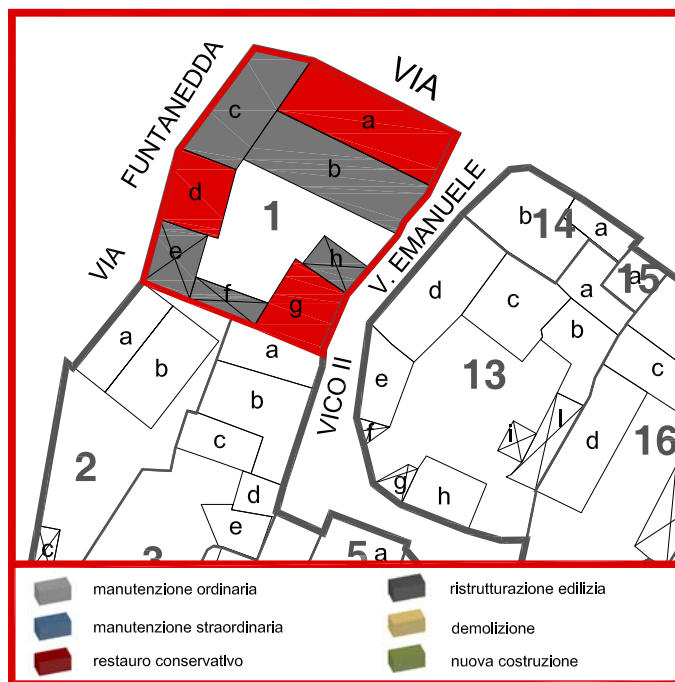 VIA
FUNTANEDDA
c
a
b
V. EMANUELE
d
1
b
14
a
15
a
e
h
VIA
d
c
a
f
g
b
a
a
c
b
13
e
b
VICO II
f
i
l
d
16
c
2
g
h
d
e
c
3
5
a
manutenzione ordinaria
ristrutturazione edilizia
manutenzione straordinaria
demolizione
restauro conservativo
nuova costruzione